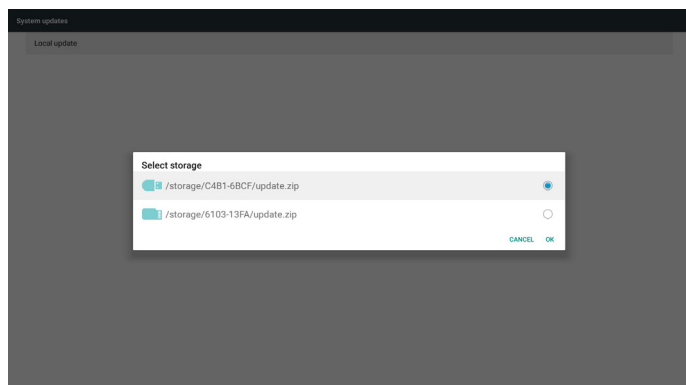 System updates
Local update
Select storage
/storage/C4B1-6BCF/update.zip
/storage/6103-13FA/update.zip
CANCEL OK